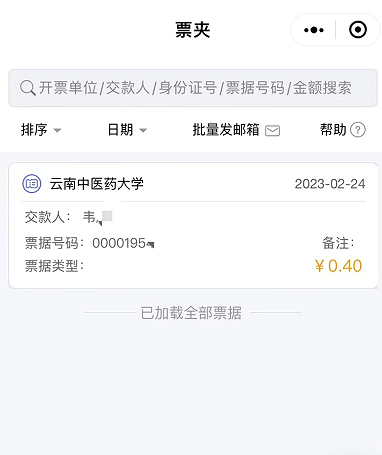 票夹
开票单位/交款人/身份证号/票据号码/金额搜索
排序 日期 批量发邮箱 帮助 ?
云南中医药大学 2023-02-24
交款人： 韦
票据号码：0000195 备注：
票据类型： ￥0.40
已加载全部票据